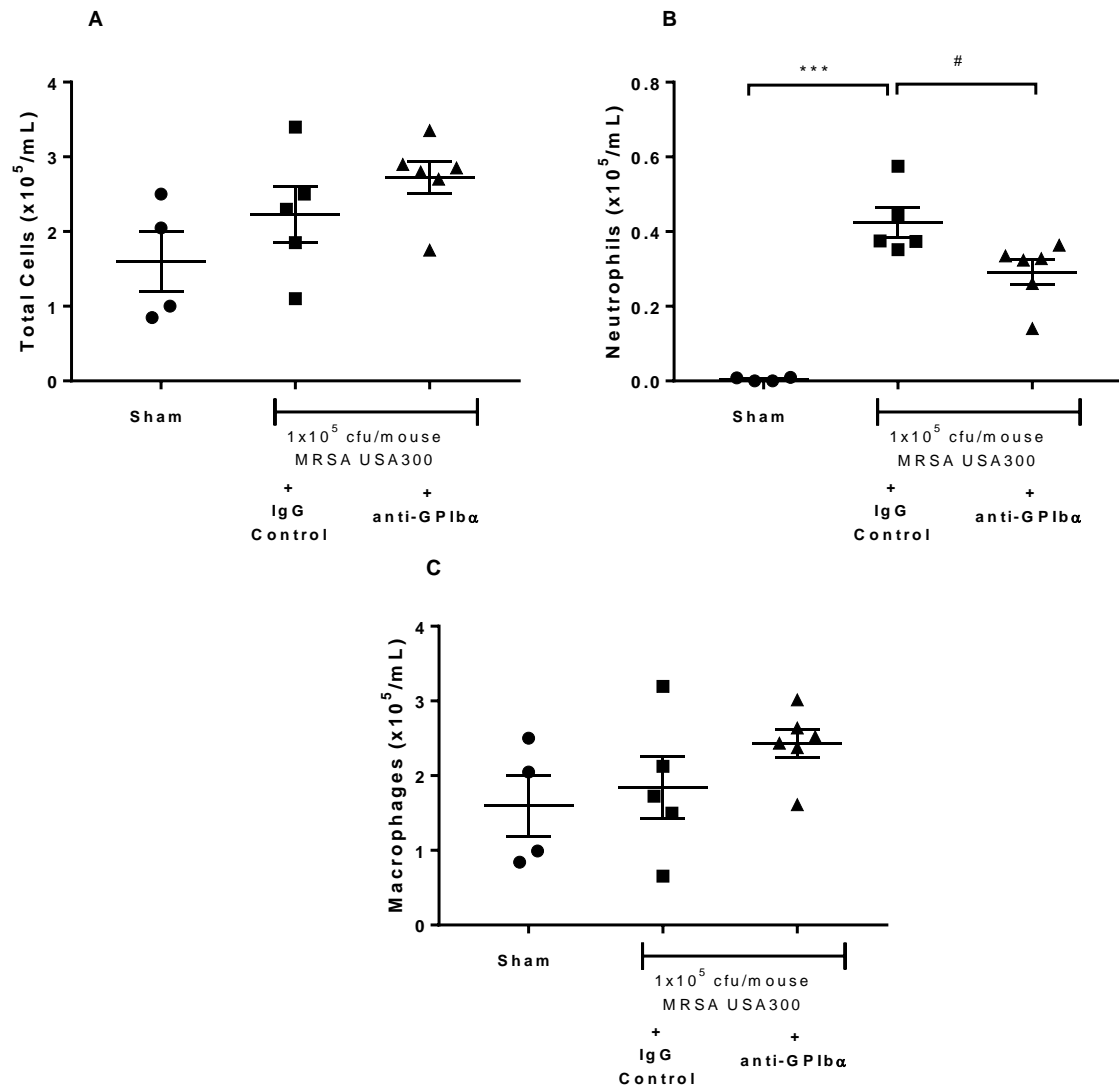 A
Total Cells (x10⁵/mL)
4
3
2
1
0
Sham
1x10⁵ cfu/mouse
MRSA USA300
+
IgG
Control
+
anti-GPIbα
B
Neutrophils (x10⁵/mL)
0.8
0.6
0.4
0.2
0.0
***
#
Sham
1x10⁵ cfu/mouse
MRSA USA300
+
IgG
Control
+
anti-GPIbα
C
Macrophages (x10⁵/mL)
4
3
2
1
0
Sham
1x10⁵ cfu/mouse
MRSA USA300
+
IgG
Control
+
anti-GPIbα